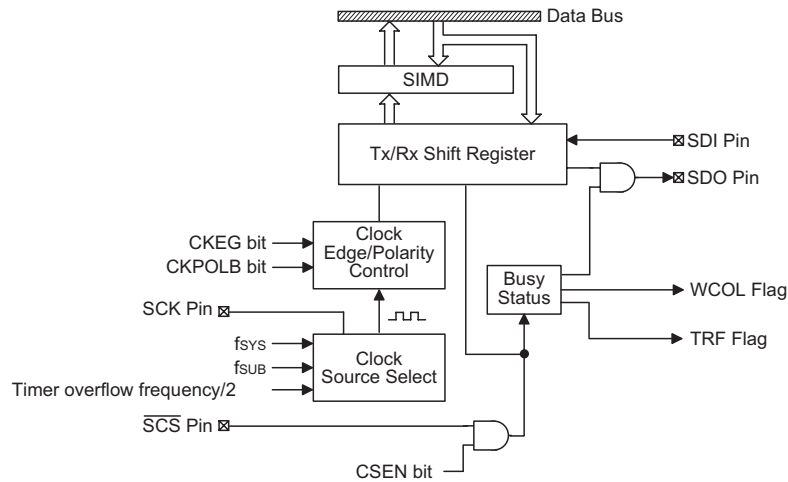 Data Bus
SIMD
Tx/Rx Shift Register
SDI Pin
SDO Pin
CKEG bit
CKPOLB bit
Clock
Edge/Polarity
Control
Busy
Status
WCOL Flag
TRF Flag
SCK Pin
fSYS
fSUB
Timer overflow frequency/2
Clock
Source Select
SCS Pin
CSEN bit